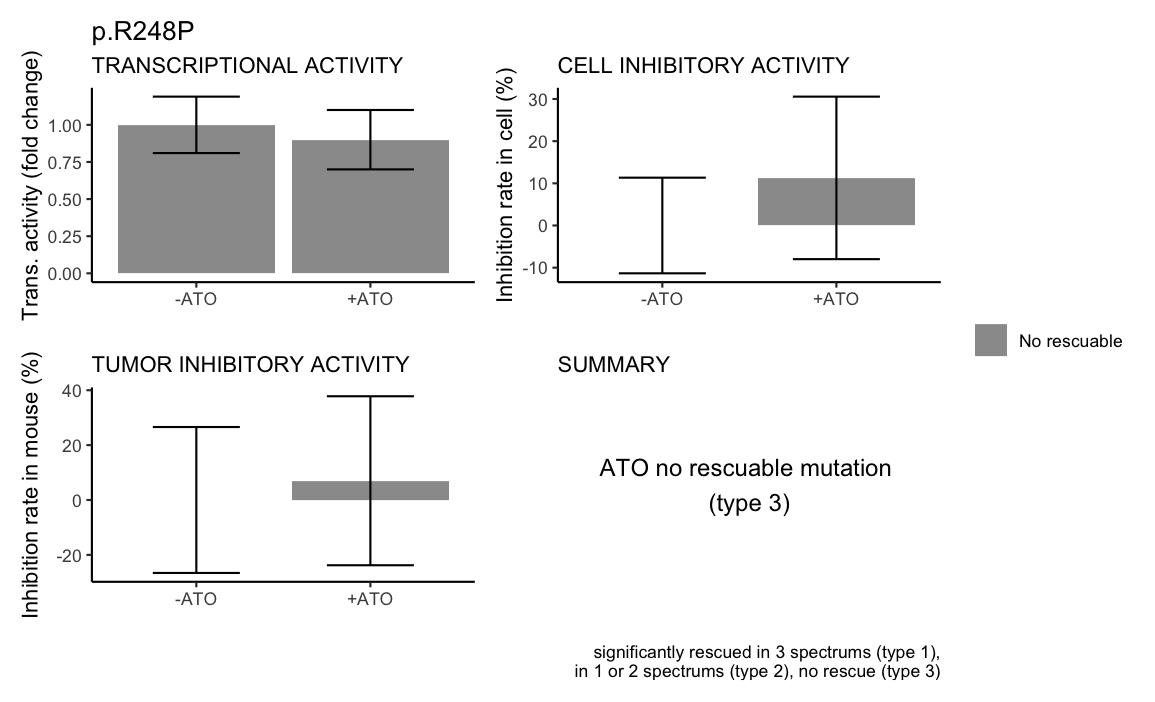 p.R248P
TRANSCRIPTIONAL ACTIVITY
Trans. activity (fold change)
1.00
0.75
0.50
0.25
0.00
-ATO
+ATO
CELL INHIBITORY ACTIVITY
Inhibition rate in cell (%)
30
20
10
0
-10
-ATO
+ATO
No rescuable
TUMOR INHIBITORY ACTIVITY
Inhibition rate in mouse (%)
40
20
0
-20
-ATO
+ATO
SUMMARY
ATO no rescuable mutation
(type 3)
significantly rescued in 3 spectrums (type 1),
in 1 or 2 spectrums (type 2), no rescue (type 3)